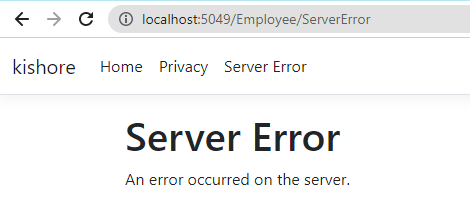 localhost:5049/Employee/ServerError
kishore Home Privacy Server Error
Server Error
An error occurred on the server.